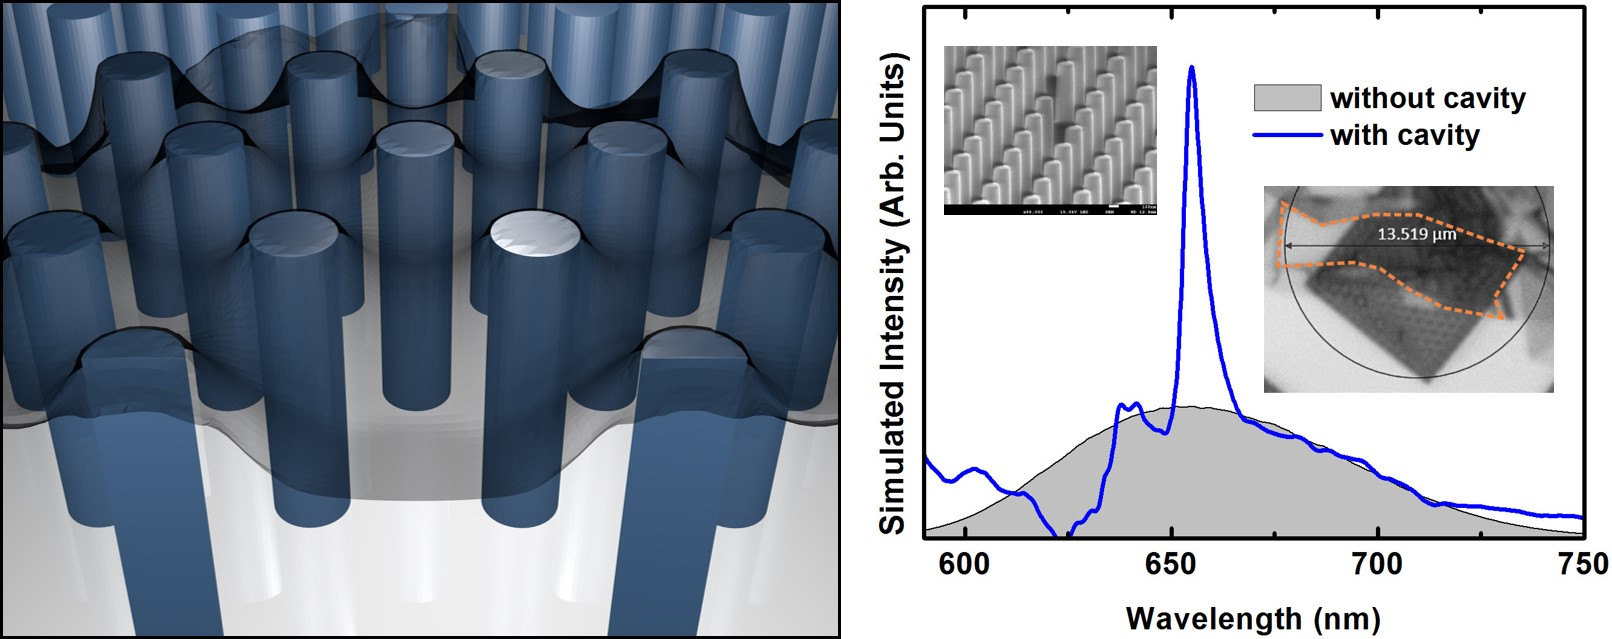 Simulated Intensity (Arb. Units)
without cavity
with cavity
13.519 µm
600 650 700 750
Wavelength (nm)